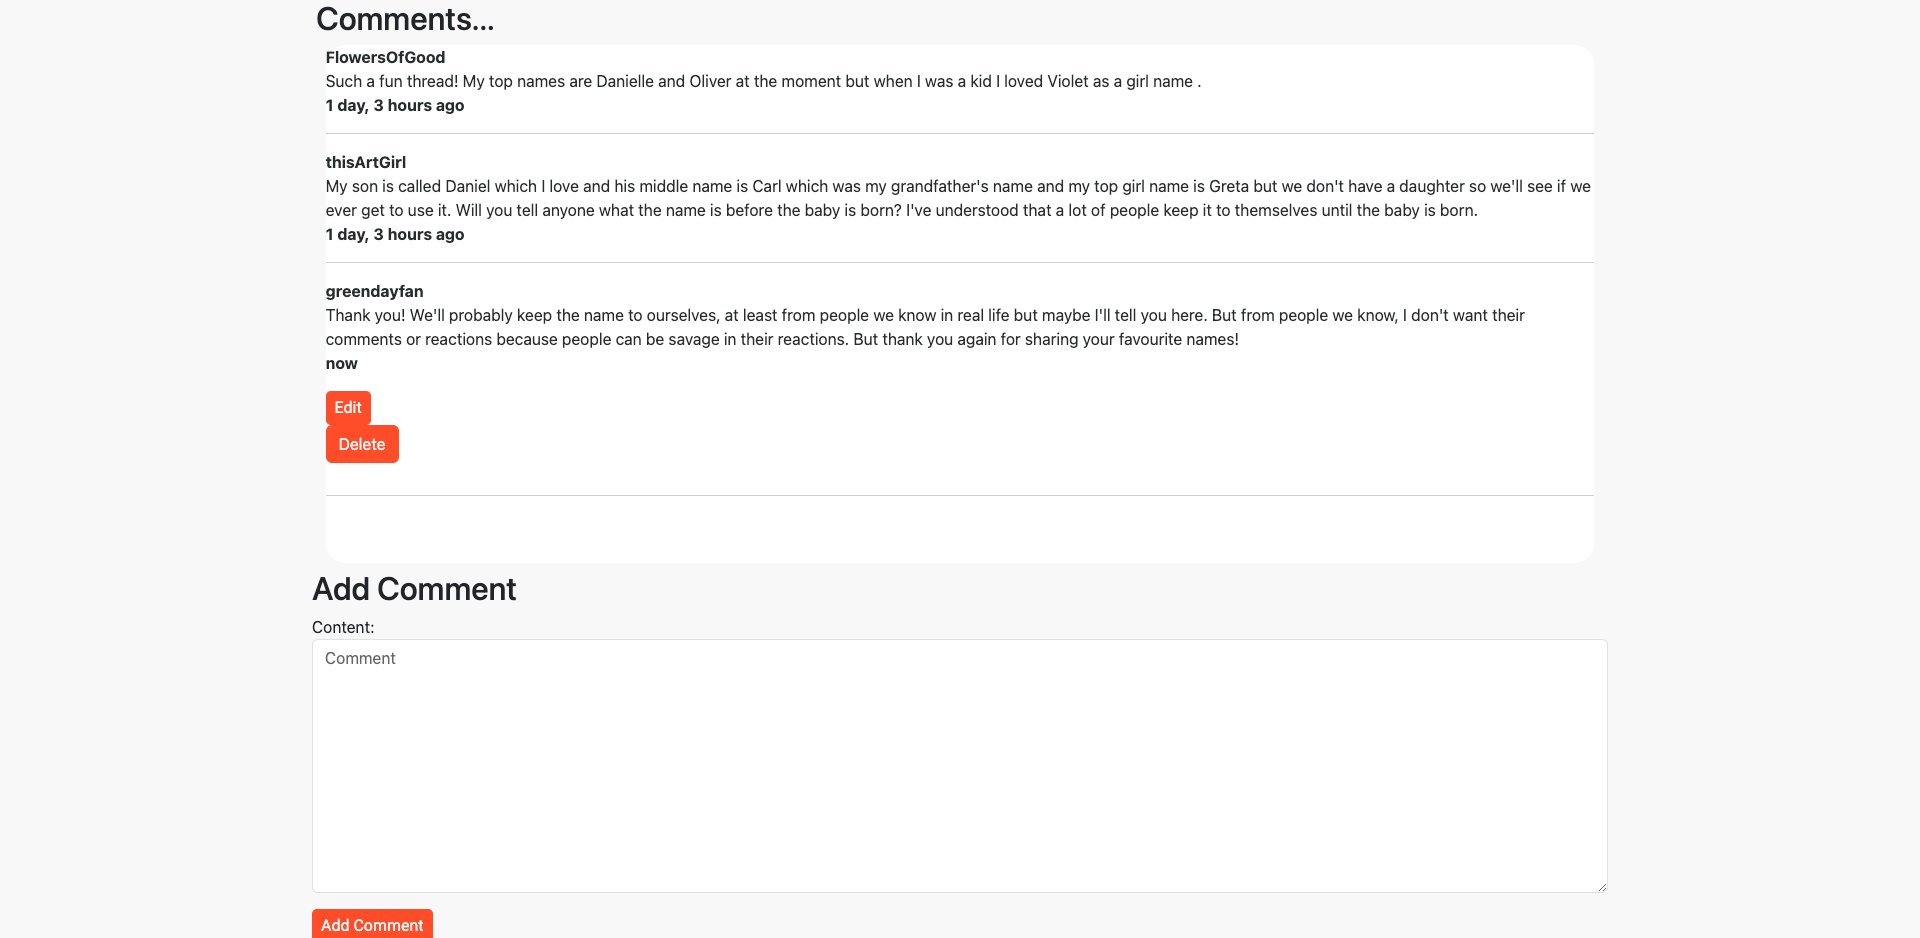 Comments...
FlowersOfGood
Such a fun thread! My top names are Danielle and Oliver at the moment but when I was a kid I loved Violet as a girl name .
1 day, 3 hours ago
thisArtGirl
My son is called Daniel which I love and his middle name is Carl which was my grandfather's name and my top girl name is Greta but we don't have a daughter so we'll see if we
ever get to use it. Will you tell anyone what the name is before the baby is born? I've understood that a lot of people keep it to themselves until the baby is born.
1 day, 3 hours ago
greendayfan
Thank you! We'll probably keep the name to ourselves, at least from people we know in real life but maybe I'll tell you here. But from people we know, I don't want their
comments or reactions because people can be savage in their reactions. But thank you again for sharing your favourite names!
now
Edit
Delete
Add Comment
Content:
Comment
Add Comment